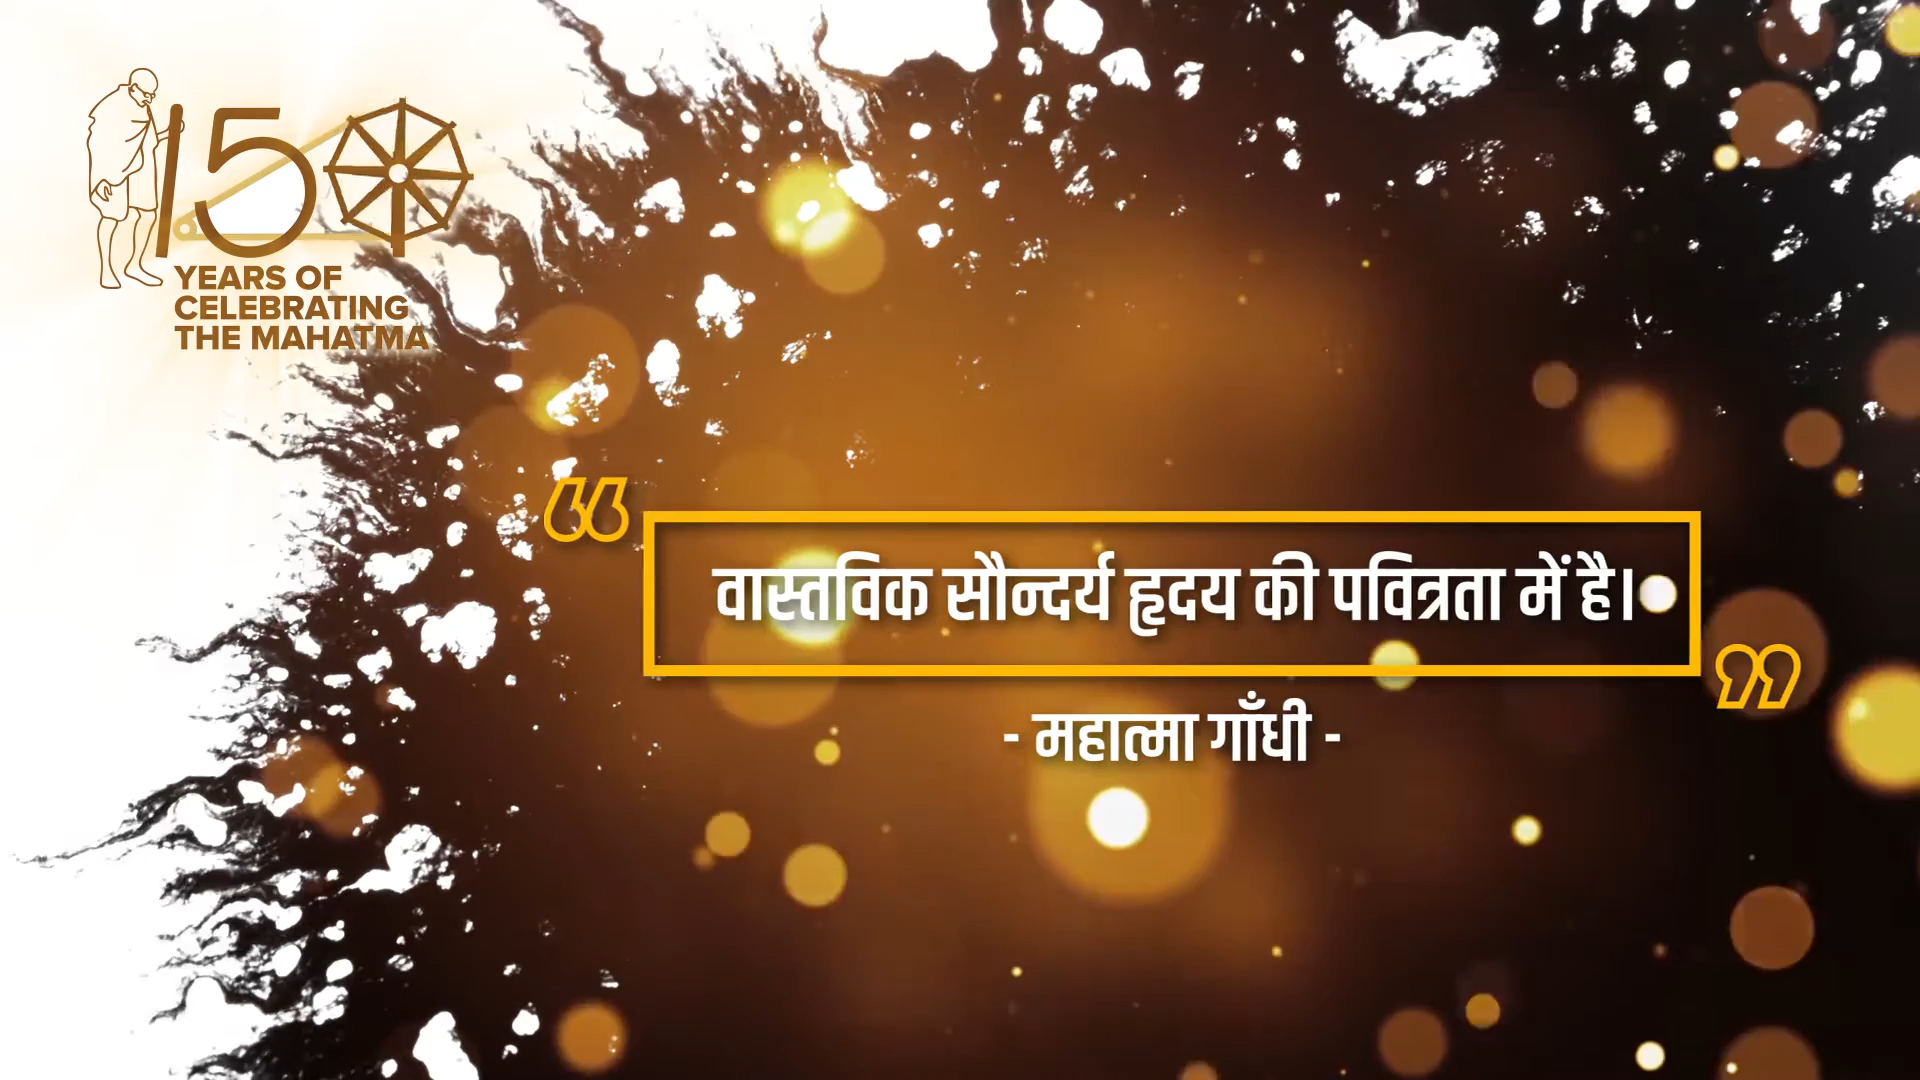 150
YEARS OF
CELEBRATING
THE MAHATMA
“
वास्तविक सौन्दर्य हृदय की पवित्रता में है।
”
- महात्मा गाँधी -